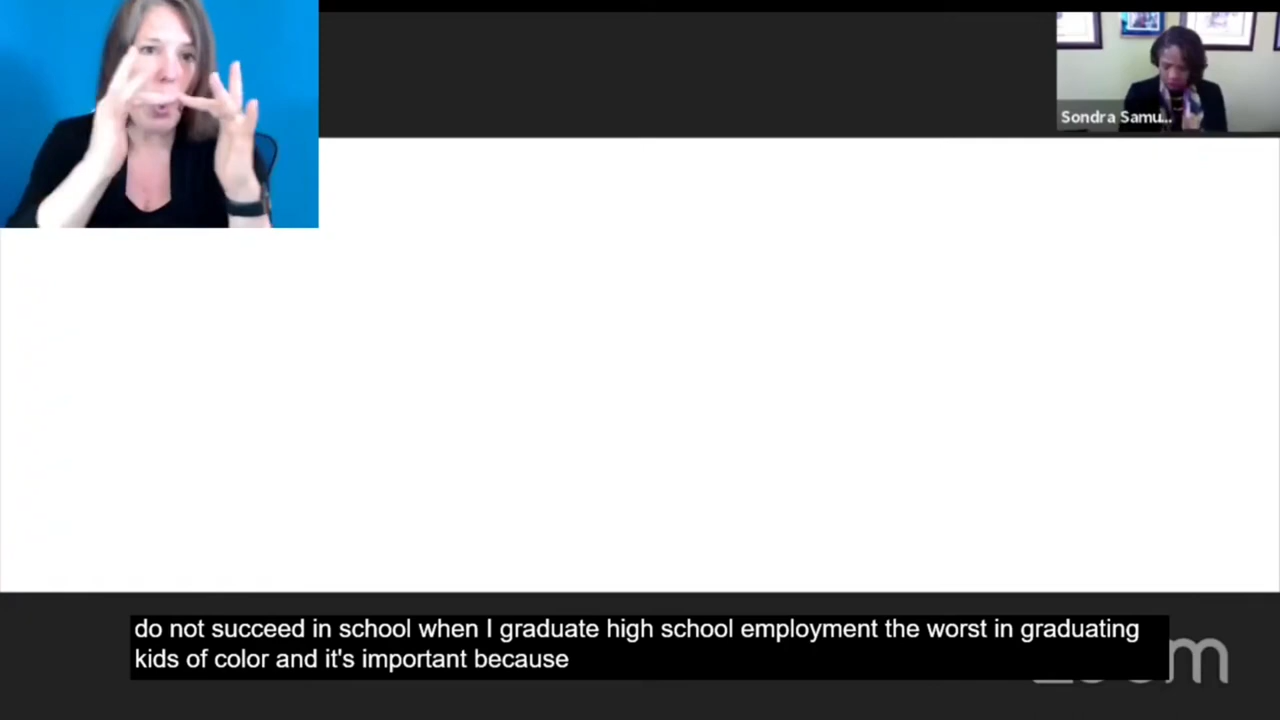 Sondra Samu...
do not succeed in school when I graduate high school employment the worst in graduating
kids of color and it's important because
zoom